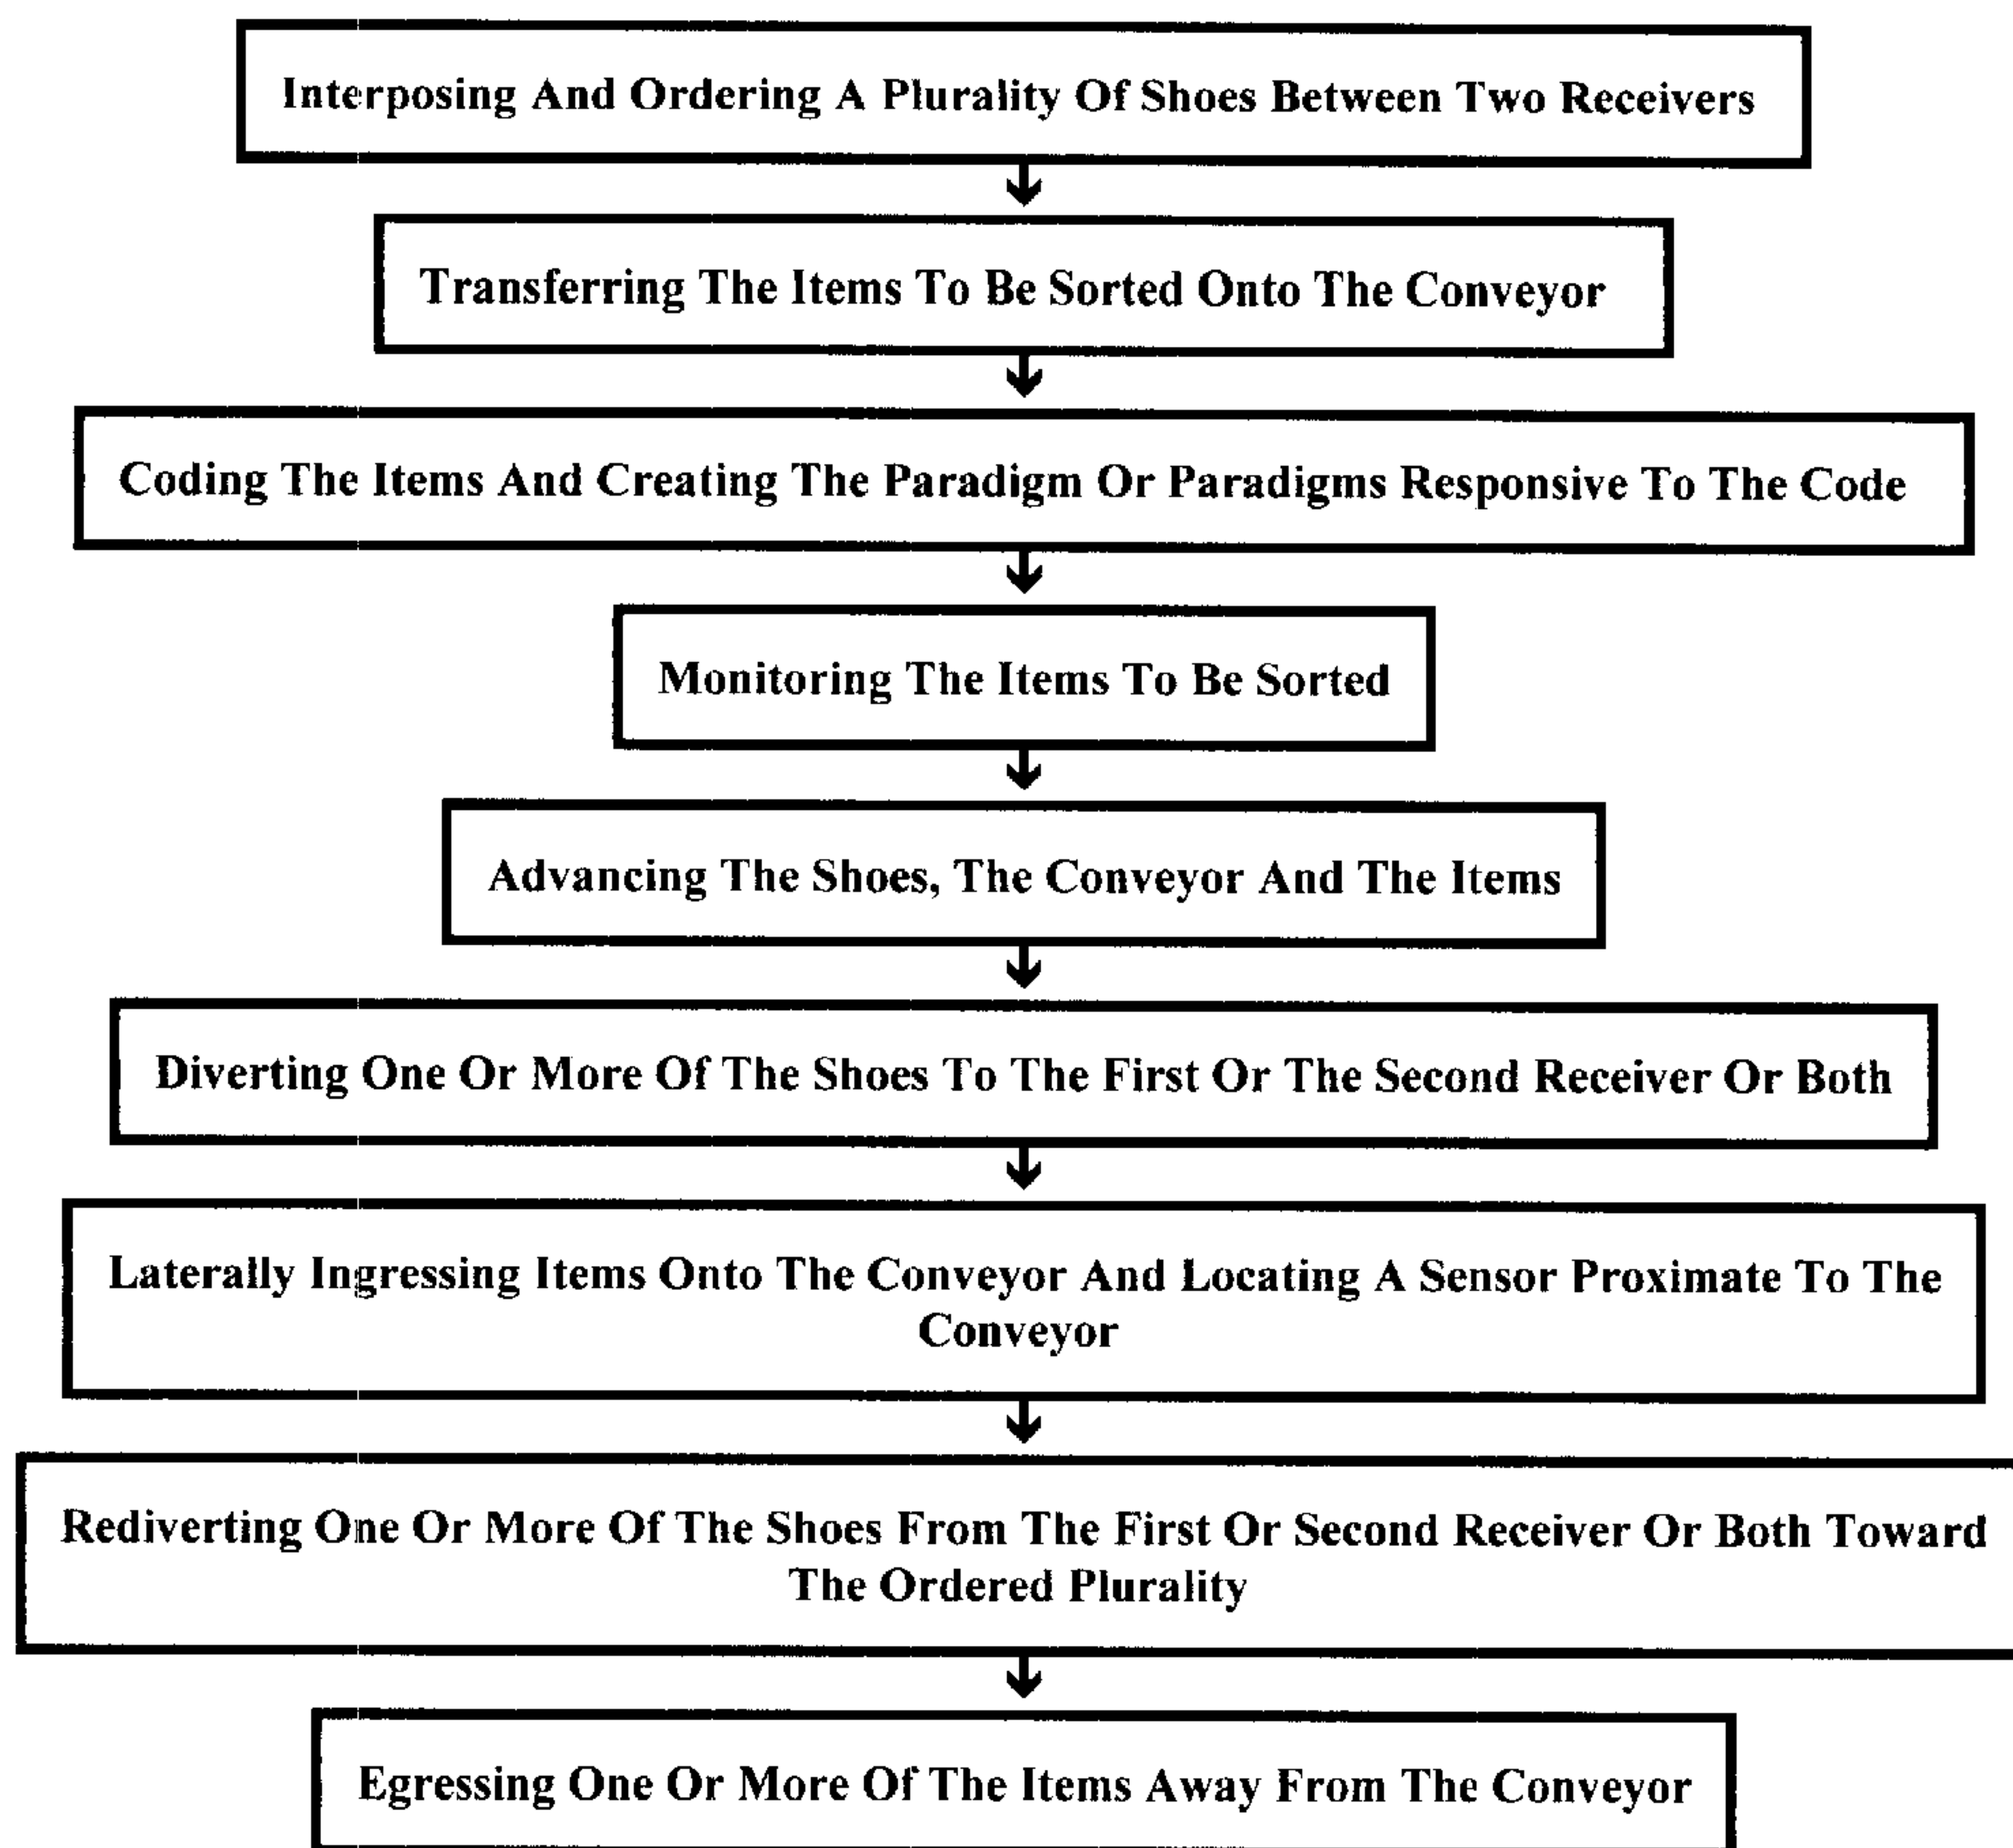 Interposing And Ordering A Plurality Of Shoes Between Two Receivers
Transferring The Items To Be Sorted Onto The Conveyor
Coding The Items And Creating The Paradigm Or Paradigms Responsive To The Code
Monitoring The Items To Be Sorted
Advancing The Shoes, The Conveyor And The Items
Diverting One Or More Of The Shoes To The First Or The Second Receiver Or Both
Laterally Ingressing Items Onto The Conveyor And Locating A Sensor Proximate To The
Conveyor
Rediverting One Or More Of The Shoes From The First Or Second Receiver Or Both Toward
The Ordered Plurality
Egressing One Or More Of The Items Away From The Conveyor